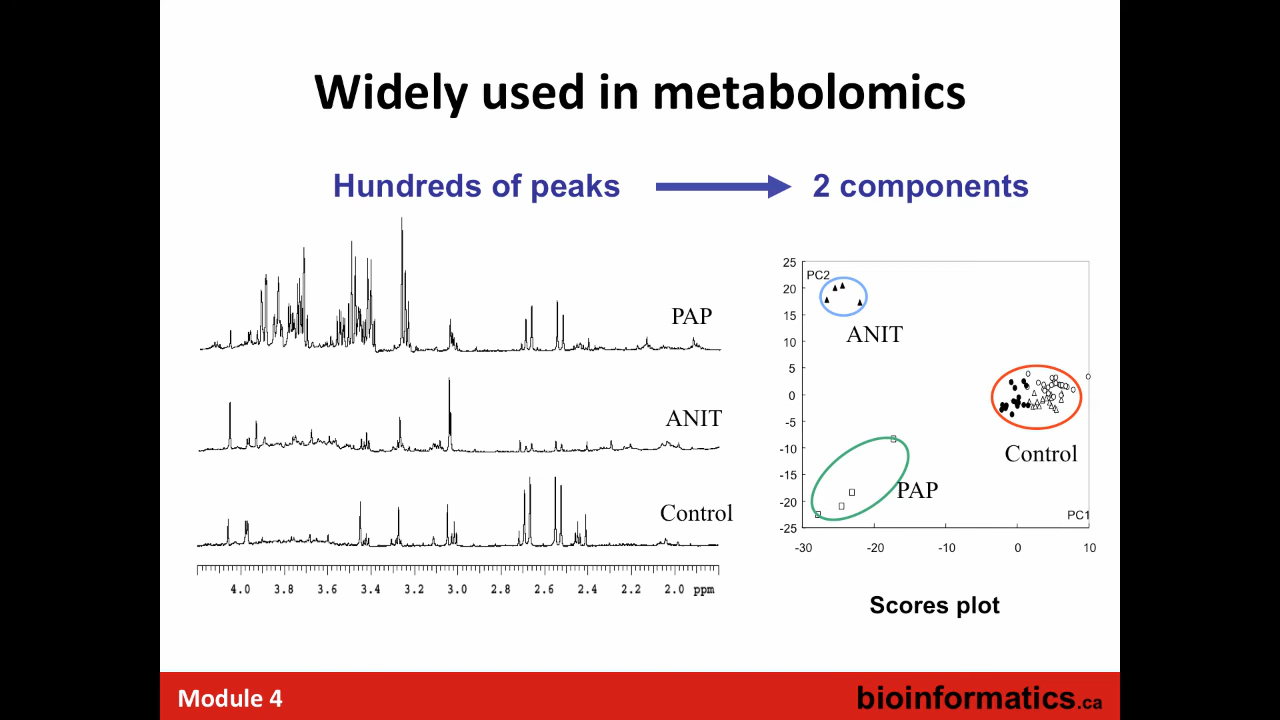 Widely used in metabolomics
Hundreds of peaks
2 components
PAP
ANIT
Control
4.0 3.8 3.6 3.4 3.2 3.0 2.8 2.6 2.4 2.2 2.0 ppm
25
PC2
20
15
ANIT
10
5
0
-5
Control
-10
-15
PAP
-20
PC1
-25
-30 -20 -10 0 10
Scores plot
Module 4
bioinformatics.ca